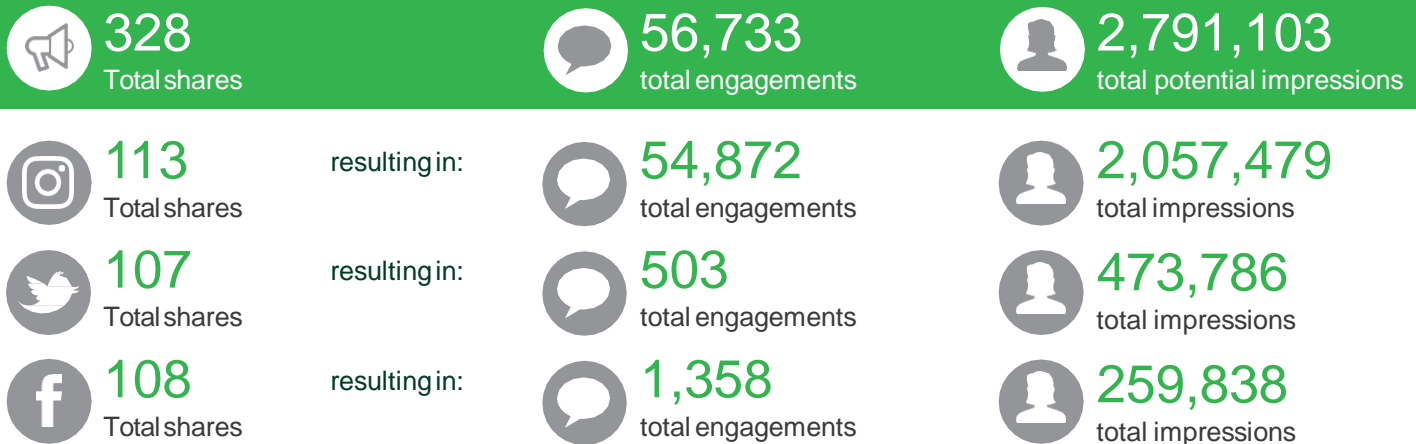 328
Total shares
56,733
total engagements
2,791,103
total potential impressions
113
Total shares
resulting in:
54,872
total engagements
2,057,479
total impressions
107
Total shares
resulting in:
503
total engagements
473,786
total impressions
108
Total shares
resulting in:
1,358
total engagements
259,838
total impressions